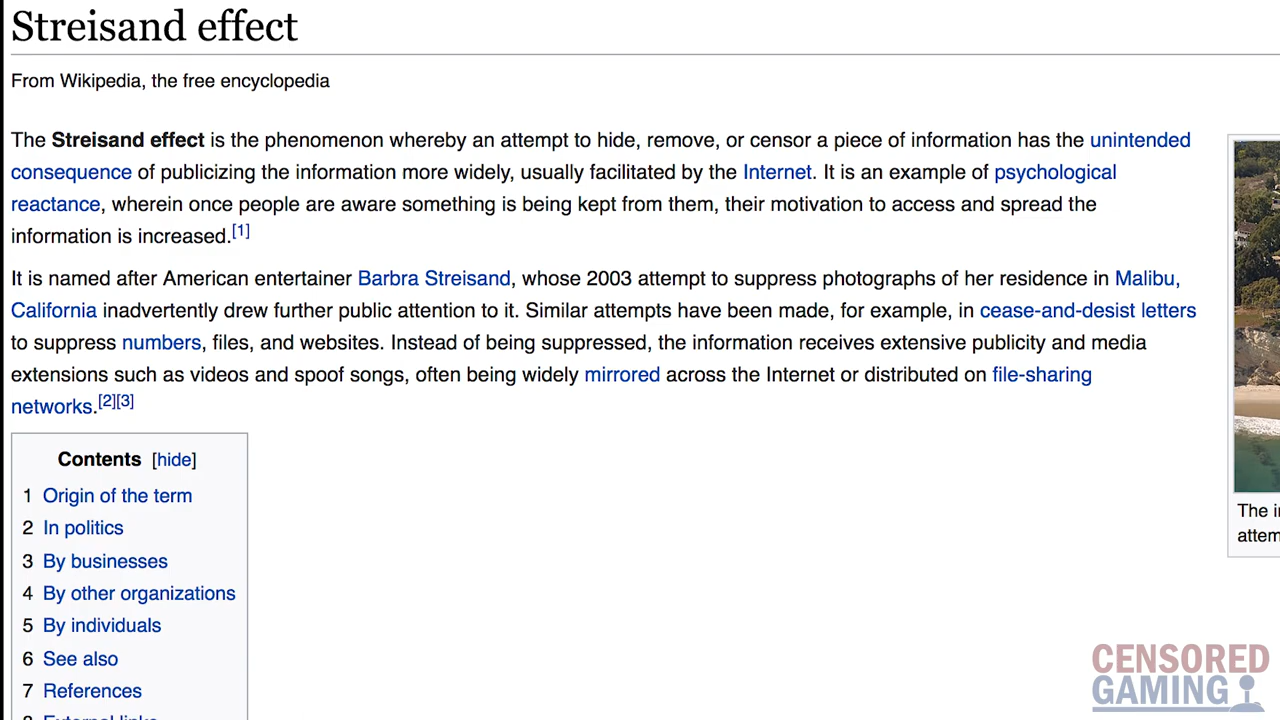 Streisand effect
From Wikipedia, the free encyclopedia
The Streisand effect is the phenomenon whereby an attempt to hide, remove, or censor a piece of information has the unintended
consequence of publicizing the information more widely, usually facilitated by the Internet. It is an example of psychological
reactance, wherein once people are aware something is being kept from them, their motivation to access and spread the
information is increased.[1]
It is named after American entertainer Barbra Streisand, whose 2003 attempt to suppress photographs of her residence in Malibu,
California inadvertently drew further public attention to it. Similar attempts have been made, for example, in cease-and-desist letters
to suppress numbers, files, and websites. Instead of being suppressed, the information receives extensive publicity and media
extensions such as videos and spoof songs, often being widely mirrored across the Internet or distributed on file-sharing
networks.[2][3]
Contents [hide]
1 Origin of the term
2 In politics
3 By businesses
4 By other organizations
5 By individuals
6 See also
7 References
The
CENSORED
GAMING